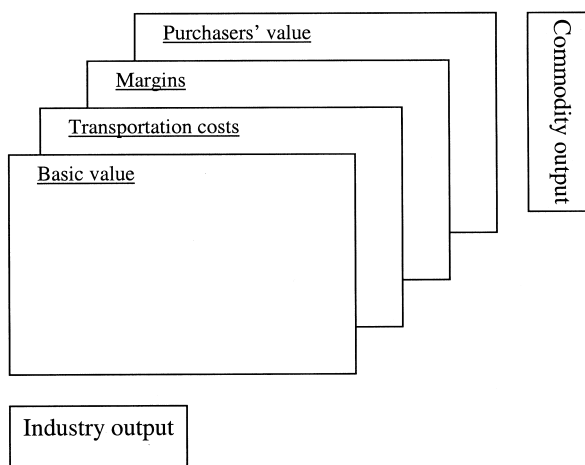 Purchasers’ value
Margins
Transportation costs
Basic value
Commodity output
Industry output